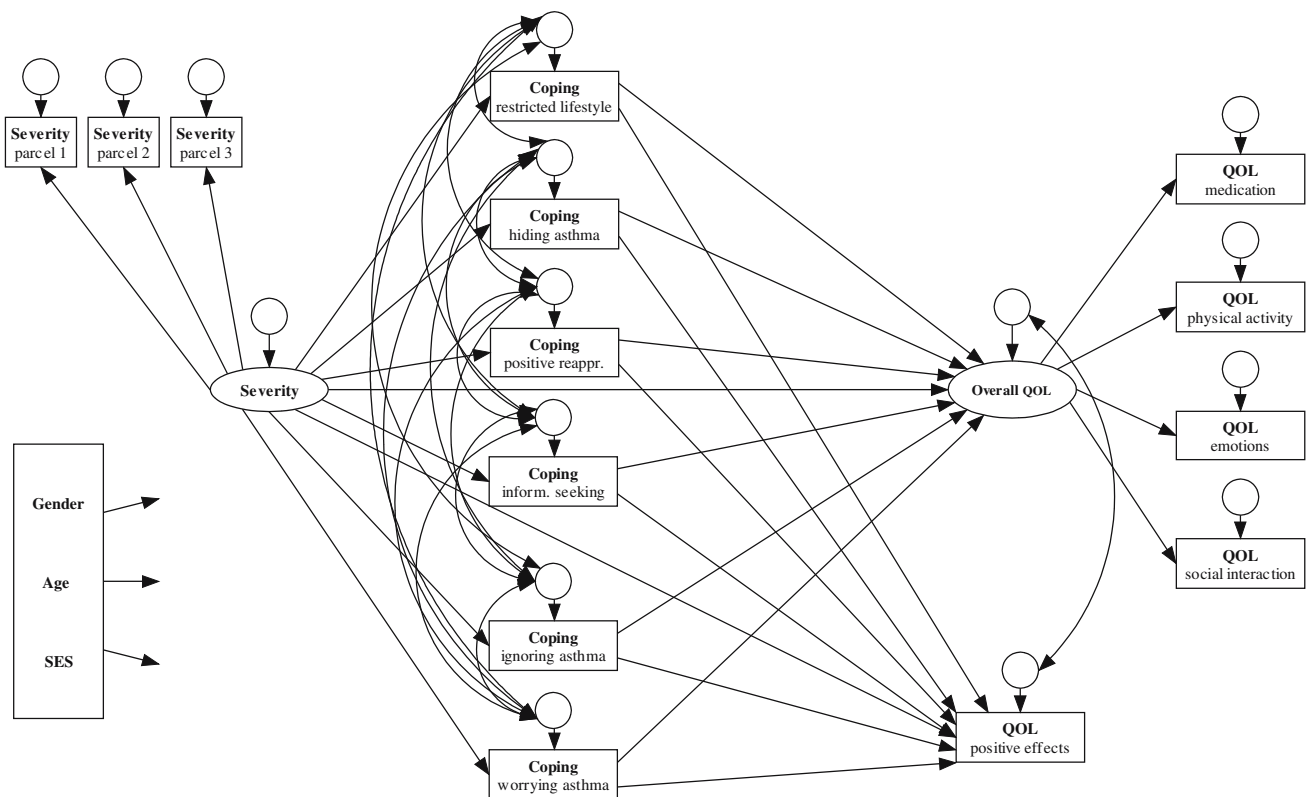 Severity
parcel 1
Severity
parcel 2
Severity
parcel 3
Severity
Gender
Age
SES
Coping
restricted lifestyle
Coping
hiding asthma
Coping
positive reappr.
Coping
inform. seeking
Coping
ignoring asthma
Coping
worrying asthma
Overall QOL
QOL
medication
QOL
physical activity
QOL
emotions
QOL
social interaction
QOL
positive effects